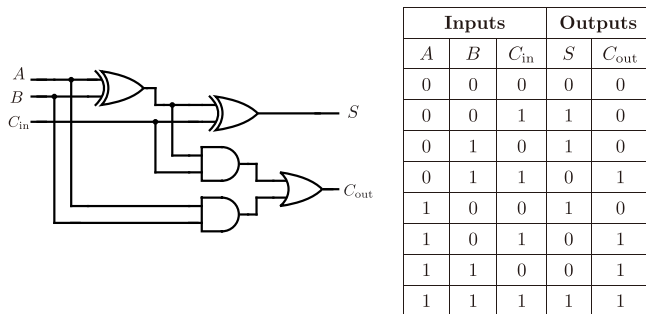 A
B
C_in
S
C_out
Inputs Outputs
A B C_in S C_out
0 0 0 0 0
0 0 1 1 0
0 1 0 1 0
0 1 1 0 1
1 0 0 1 0
1 0 1 0 1
1 1 0 0 1
1 1 1 1 1